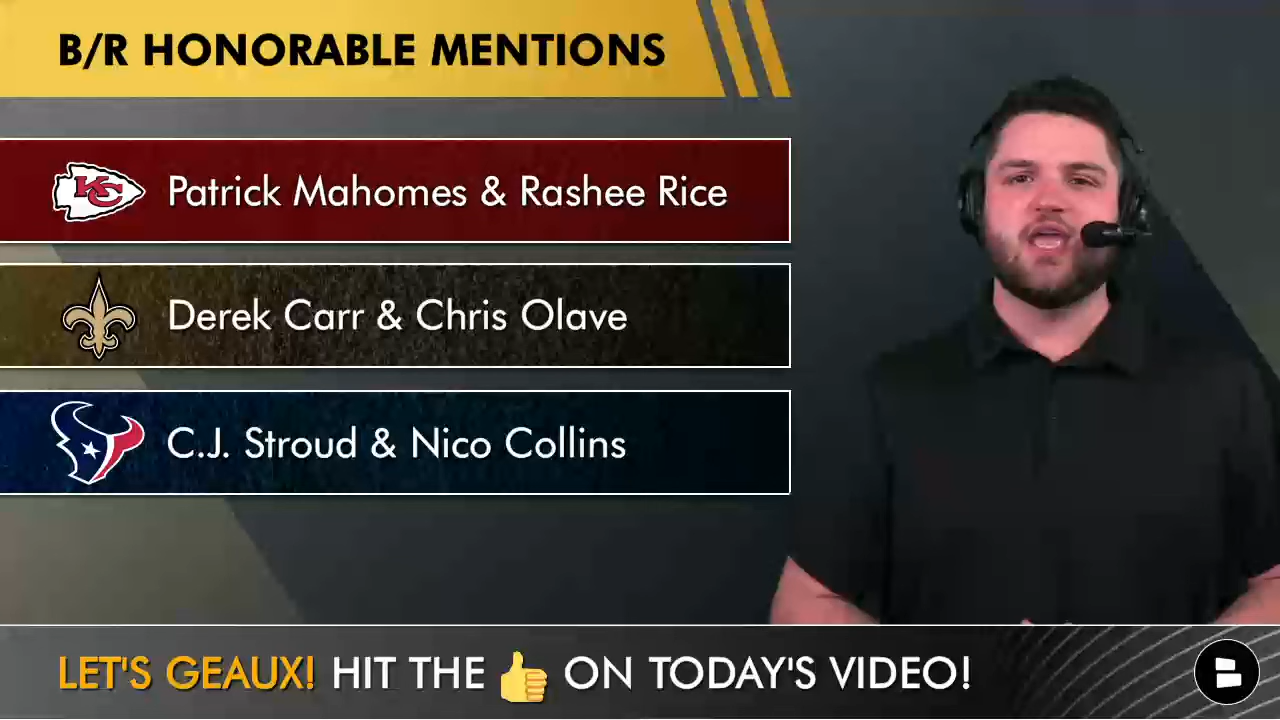 B/R HONORABLE MENTIONS
KC
Patrick Mahomes & Rashee Rice
Derek Carr & Chris Olave
C.J. Stroud & Nico Collins
LET'S GEAUX! HIT THE 👍 ON TODAY'S VIDEO!